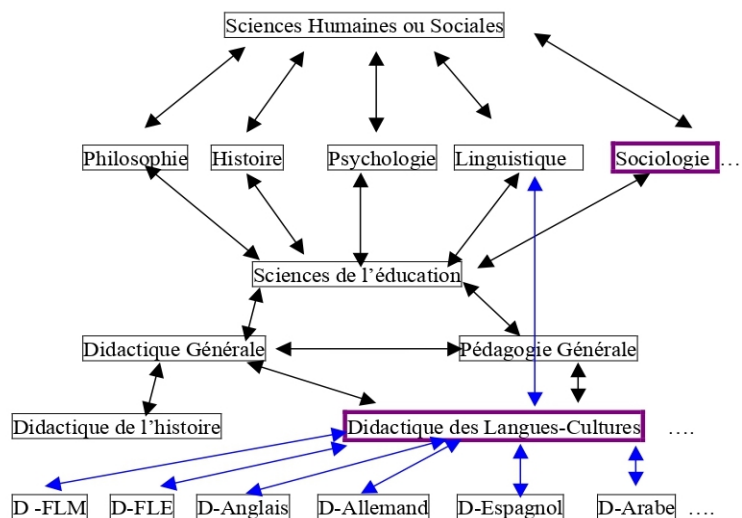 Sciences Humaines ou Sociales
Philosophie Histoire Psychologie Linguistique Sociologie …
Sciences de l’éducation
Didactique Générale Pédagogie Générale
Didactique de l’histoire Didactique des Langues-Cultures ….
D -FLM D-FLE D-Anglais D-Allemand D-Espagnol D-Arabe ….